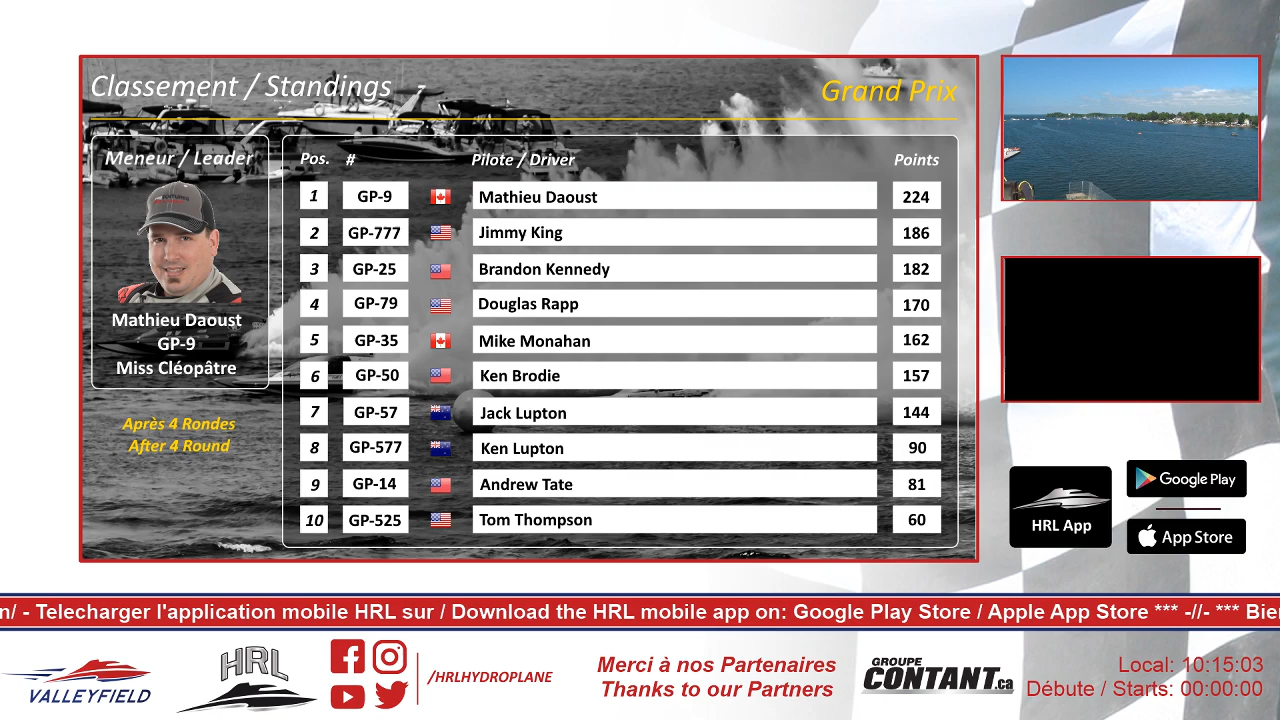 Classement / Standings
Grand Prix
Meneur / Leader
Mathieu Daoust
GP-9
Miss Cléopâtre
Après 4 Rondes
After 4 Round
Pos. # Pilote / Driver Points
1 GP-9 Mathieu Daoust 224
2 GP-777 Jimmy King 186
3 GP-25 Brandon Kennedy 182
4 GP-79 Douglas Rapp 170
5 GP-35 Mike Monahan 162
6 GP-50 Ken Brodie 157
7 GP-57 Jack Lupton 144
8 GP-577 Ken Lupton 90
9 GP-14 Andrew Tate 81
10 GP-525 Tom Thompson 60
HRL App
Google Play
App Store
n/ - Telecharger l'application mobile HRL sur / Download the HRL mobile app on: Google Play Store / Apple App Store *** -//- *** Bien
VALLEYFIELD
HRL
/HRLHYDROPLANE
Merci à nos Partenaires
Thanks to our Partners
GROUPE
CONTANT.ca
Local: 10:15:03
Débute / Starts: 00:00:00